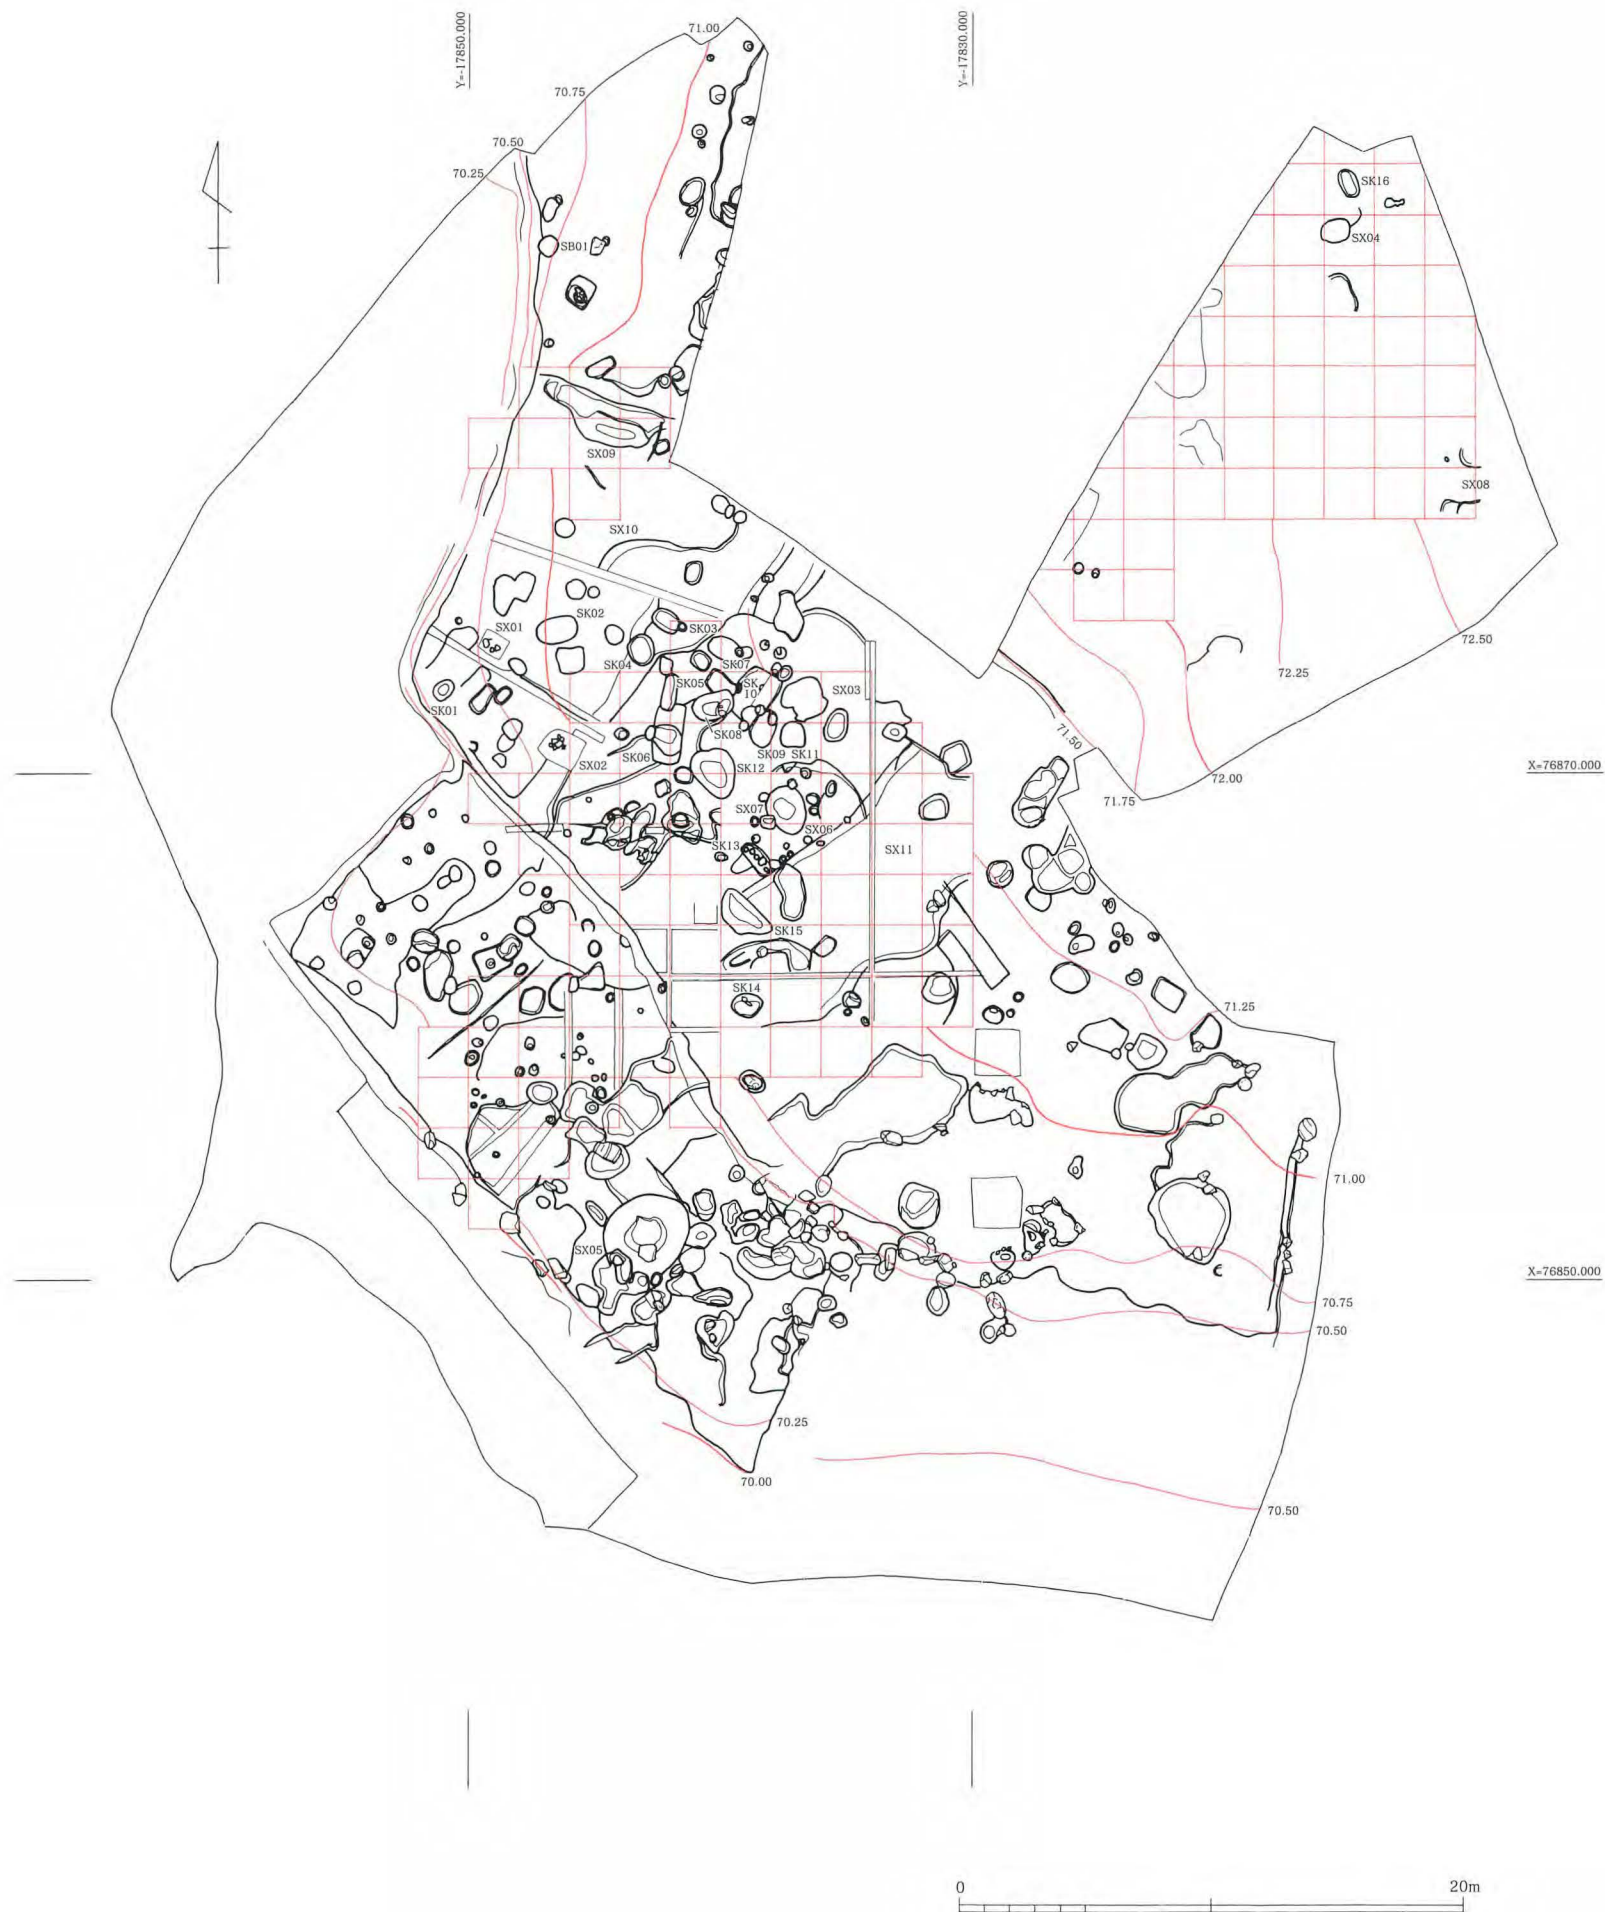 Y=-17850.000
Y=-17830.000
71.00
70.75
70.50
70.25
SK16
SX04
SB01
SX09
SX08
SX10
SK02
SX01
SK03
72.50
SK04
SK07
72.25
SK05
SK
10
SX03
SK01
SK08
71.50
SK09
SK11
SK06
SX02
SK12
X=76870.000
72.00
71.75
SX07
SX06
SK13
SX11
SK15
SK14
71.25
71.00
SX05
X=76850.000
70.75
70.50
70.25
70.00
70.50
0
20m